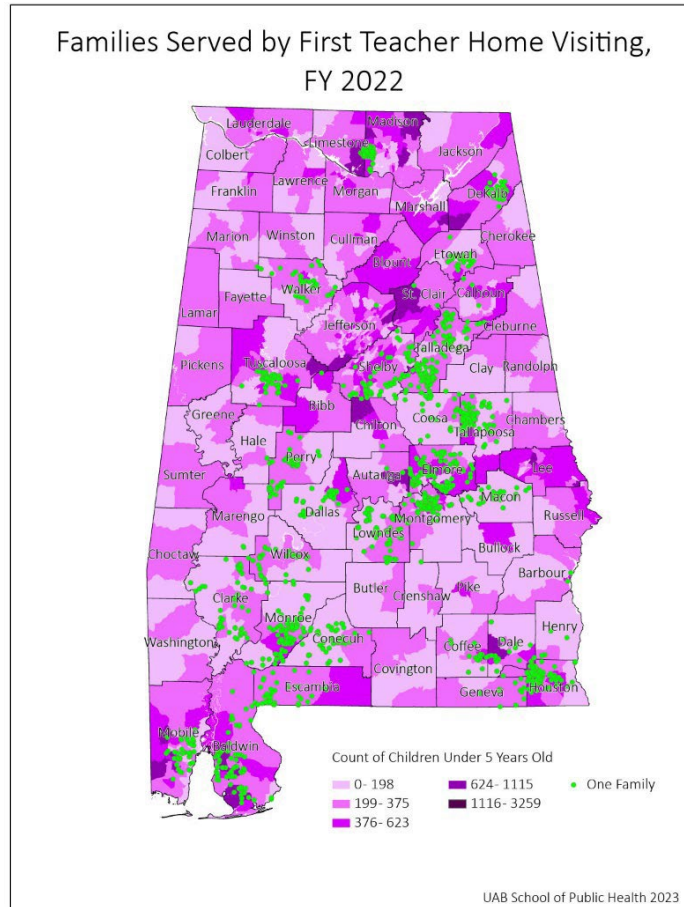 Families Served by First Teacher Home Visiting,
FY 2022
Lauderdale
Madison
Limestone
Colbert
Jackson
Lawrence
Franklin
Morgan
DeKalb
Marshall
Marion
Winston
Cullman
Cherokee
Etowah
Blount
Walker
Fayette
St. Clair
Calhoun
Lamar
Jefferson
Cleburne
Talladega
Pickens
Tuscaloosa
Shelby
Clay
Randolph
Bibb
Greene
Coosa
Chambers
Chilton
Tallapoosa
Hale
Perry
Autauga
Elmore
Lee
Sumter
Macon
Dallas
Montgomery
Marengo
Lowndes
Russell
Bullock
Choctaw
Wilcox
Barbour
Butler
Pike
Crenshaw
Clarke
Monroe
Henry
Washington
Conecuh
Coffee
Dale
Covington
Escambia
Geneva
Houston
Mobile
Baldwin
Count of Children Under 5 Years Old
0- 198
624- 1115
One Family
199- 375
1116- 3259
376- 623
UAB School of Public Health 2023